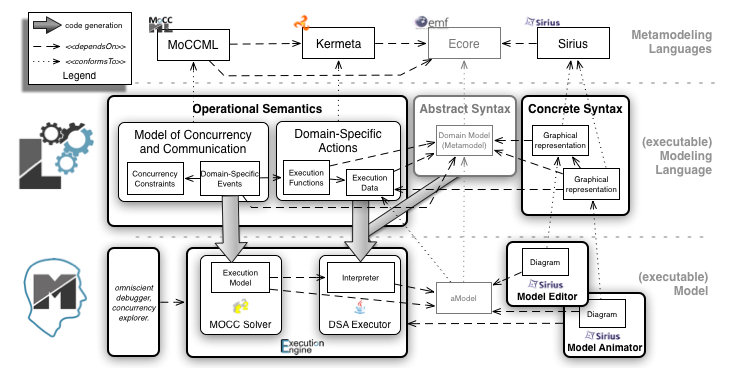 code generation
<<dependsOn>>
<<conformsTo>>
Legend
MoCC
ML
MoCCML
Kermeta
emf
Ecore
Sirius
Sirius
Metamodeling
Languages
Operational Semantics
Abstract Syntax
Concrete Syntax
Model of Concurrency
and Communication
Domain-Specific
Actions
Domain Model
(Metamodel)
Graphical
representation
(executable)
Modeling
Language
Concurrency
Constraints
Domain-Specific
Events
Execution
Functions
Execution
Data
Graphical
representation
omniscient
debugger,
concurrency
explorer.
Execution
Model
MOCC Solver
Interpreter
DSA Executor
Execution
Engine
aModel
Diagram
Sirius
Model Editor
Diagram
Sirius
Model Animator
(executable)
Model